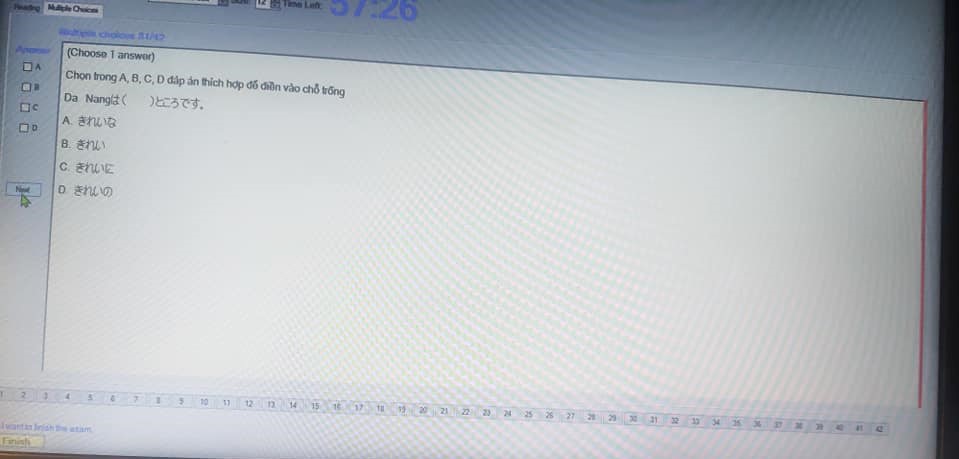 Reading Multiple Choices
12 Time Left: 57:26
Multiple choices 31/42
Answer
(Choose 1 answer)
Chọn trong A, B, C, D đáp án thích hợp để điền vào chỗ trống
Da Nangは( )ところです。
A. きれいな
B. きれい
C. きれいに
D. きれいの
A
B
C
D
Next
1 2 3 4 5 6 7 8 9 10 11 12 13 14 15 16 17 18 19 20 21 22 23 24 25 26 27 28 29 30 31 32 33 34 35 36 37 38 39 40 41 42
I want to finish the exam.
Finish